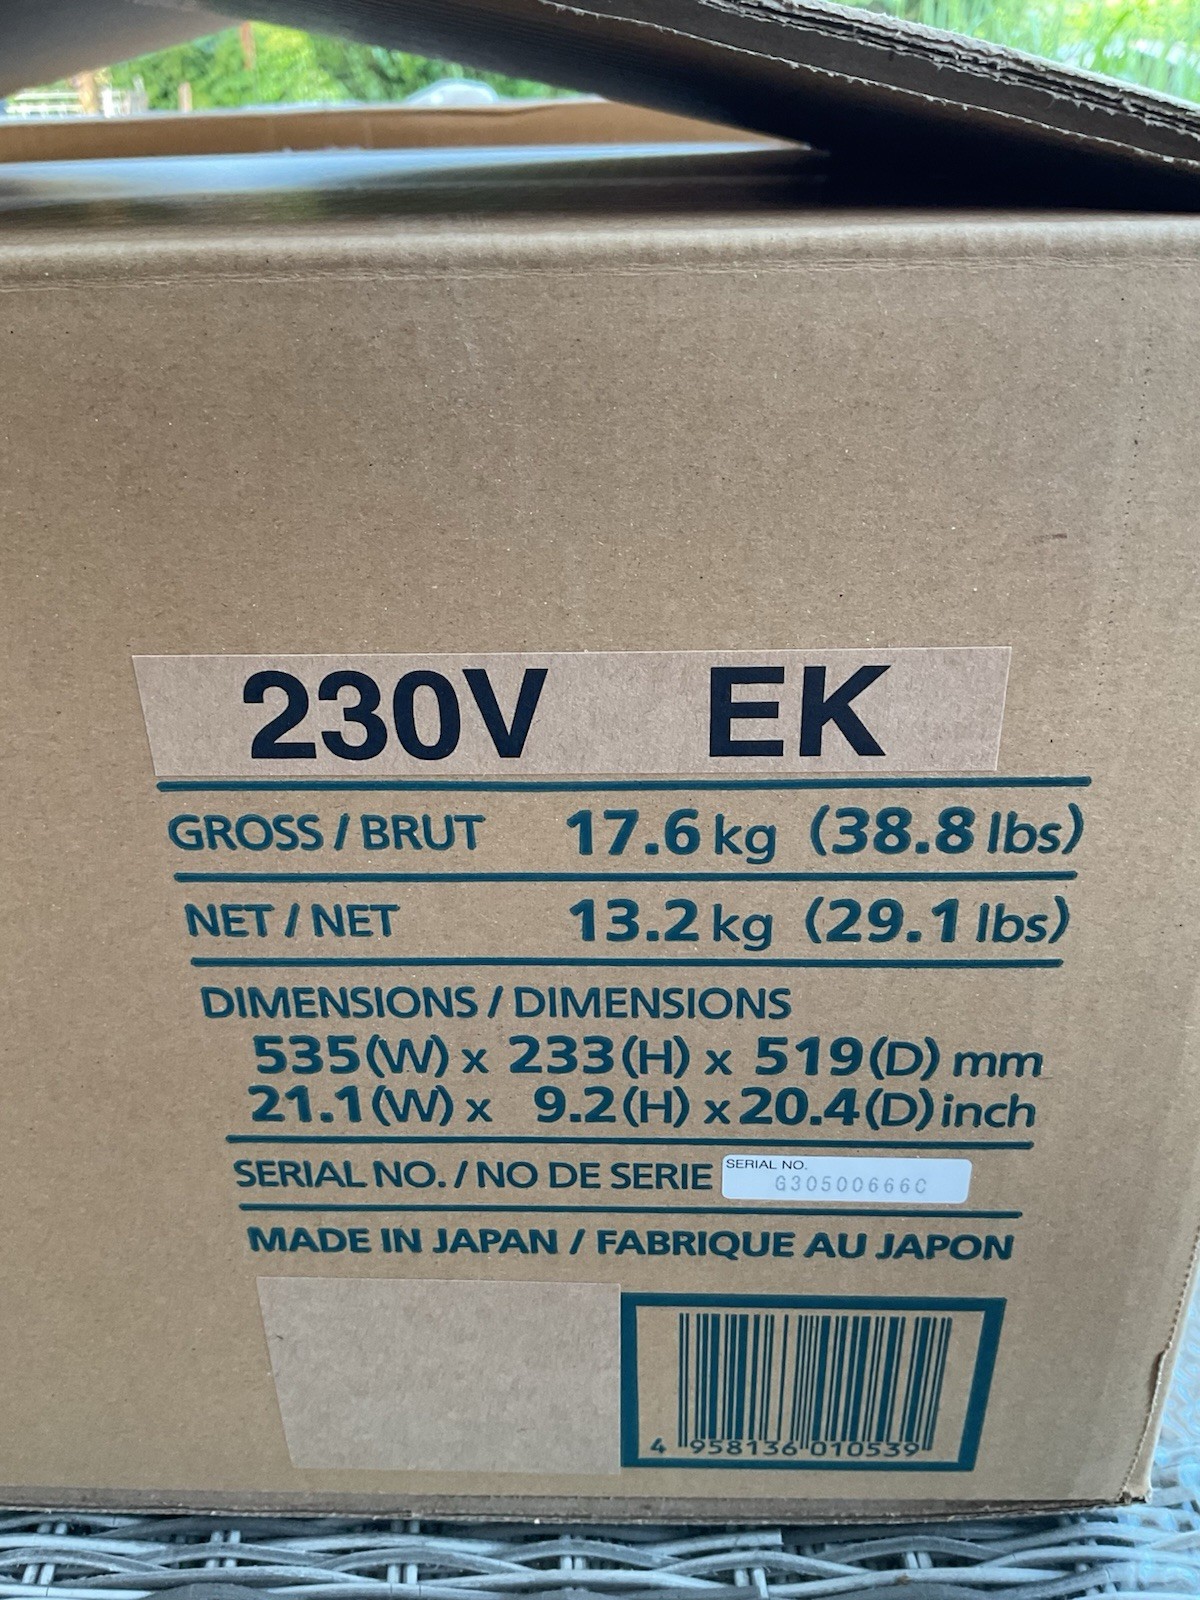 230V EK
GROSS / BRUT 17.6 kg (38.8 lbs)
NET / NET 13.2 kg (29.1 lbs)
DIMENSIONS / DIMENSIONS
535(W) x 233(H) x 519(D) mm
21.1(W) x 9.2(H) x 20.4(D) inch
SERIAL NO. / NO DE SERIE SERIAL NO. G30500666C
MADE IN JAPAN / FABRIQUE AU JAPON
4 958136 010539